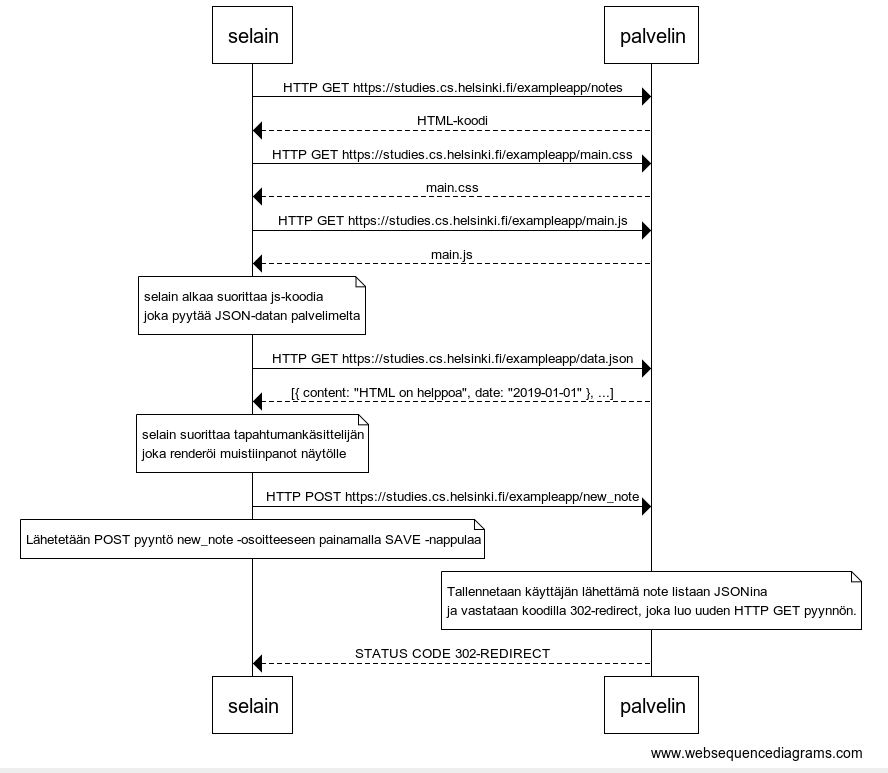 selain
palvelin
HTTP GET https://studies.cs.helsinki.fi/exampleapp/notes
HTML-koodi
HTTP GET https://studies.cs.helsinki.fi/exampleapp/main.css
main.css
HTTP GET https://studies.cs.helsinki.fi/exampleapp/main.js
main.js
selain alkaa suorittaa js-koodia
joka pyytää JSON-datan palvelimelta
HTTP GET https://studies.cs.helsinki.fi/exampleapp/data.json
[{ content: "HTML on helppoa", date: "2019-01-01" }, ...]
selain suorittaa tapahtumankäsittelijän
joka renderöi muistiinpanot näytölle
HTTP POST https://studies.cs.helsinki.fi/exampleapp/new_note
Lähetetään POST pyyntö new_note -osoitteeseen painamalla SAVE -nappulaa
Tallennetaan käyttäjän lähettämä note listaan JSONina
ja vastataan koodilla 302-redirect, joka luo uuden HTTP GET pyynnön.
STATUS CODE 302-REDIRECT
selain
palvelin
www.websequencediagrams.com